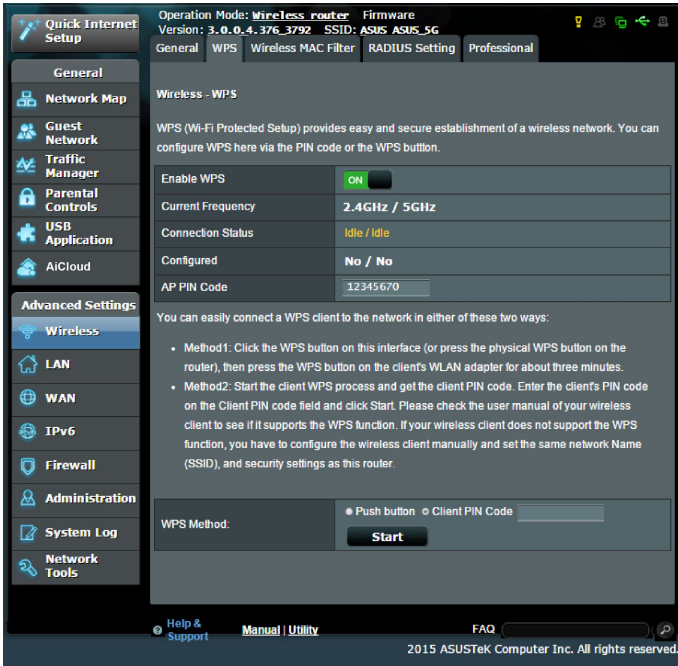 Quick Internet
Setup
Operation Mode: Wireless router Firmware
Version: 3.0.0.4.376_3792 SSID: ASUS ASUS_5G
General WPS Wireless MAC Filter RADIUS Setting Professional
General
Network Map
Guest
Network
Traffic
Manager
Parental
Controls
USB
Application
AiCloud
Advanced Settings
Wireless
LAN
WAN
IPv6
Firewall
Administration
System Log
Network
Tools
Wireless - WPS
WPS (Wi-Fi Protected Setup) provides easy and secure establishment of a wireless network. You can
configure WPS here via the PIN code or the WPS buttton.
Enable WPS ON
Current Frequency 2.4GHz / 5GHz
Connection Status Idle / Idle
Configured No / No
AP PIN Code 12345670
You can easily connect a WPS client to the network in either of these two ways:
• Method1: Click the WPS button on this interface (or press the physical WPS button on the
router), then press the WPS button on the client's WLAN adapter for about three minutes.
• Method2: Start the client WPS process and get the client PIN code. Enter the client's PIN code
on the Client PIN code field and click Start. Please check the user manual of your wireless
client to see if it supports the WPS function. If your wireless client does not support the WPS
function, you have to configure the wireless client manually and set the same network Name
(SSID), and security settings as this router.
WPS Method: Push button Client PIN Code
Start
Help &
Support
Manual | Utility
FAQ
2015 ASUSTeK Computer Inc. All rights reserved.